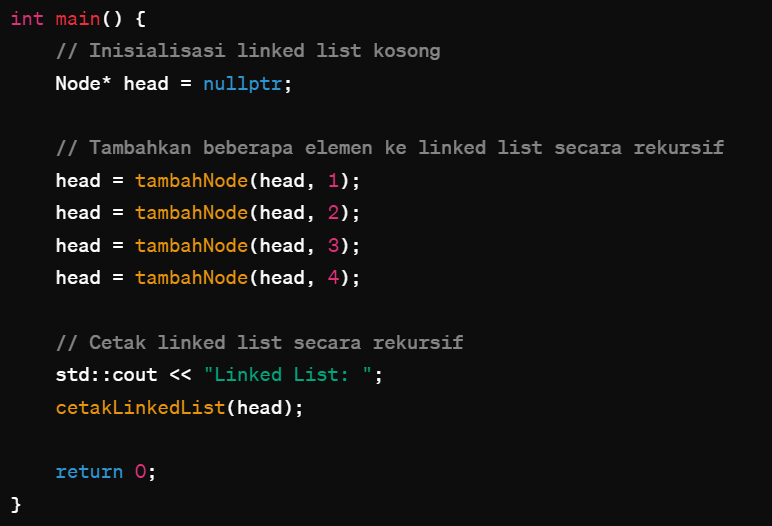 int main() {
    // Inisialisasi linked list kosong
    Node* head = nullptr;
    // Tambahkan beberapa elemen ke linked list secara rekursif
    head = tambahNode(head, 1);
    head = tambahNode(head, 2);
    head = tambahNode(head, 3);
    head = tambahNode(head, 4);
    // Cetak linked list secara rekursif
    std::cout << "Linked List: ";
    cetakLinkedList(head);
    return 0;
}